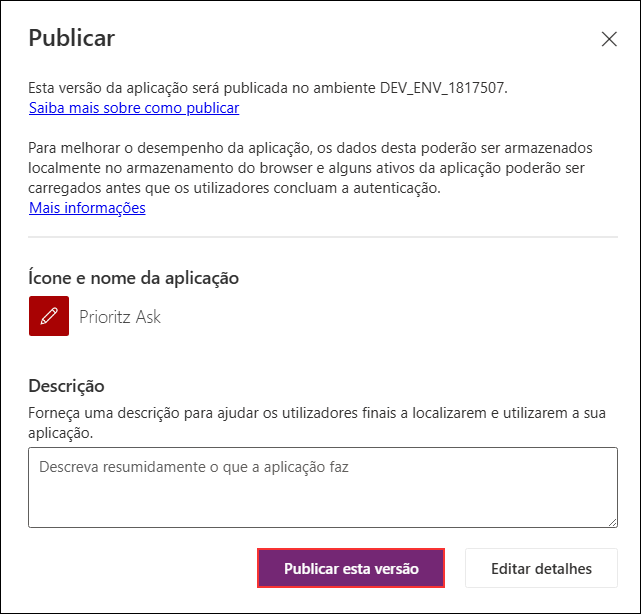 Publicar
Esta versão da aplicação será publicada no ambiente DEV_ENV_1817507.
Saiba mais sobre como publicar
Para melhorar o desempenho da aplicação, os dados desta poderão ser armazenados
localmente no armazenamento do browser e alguns ativos da aplicação poderão ser
carregados antes que os utilizadores concluam a autenticação.
Mais informações
Ícone e nome da aplicação
Prioritz Ask
Descrição
Forneça uma descrição para ajudar os utilizadores finais a localizarem e utilizarem a sua
aplicação.
Descreva resumidamente o que a aplicação faz
Publicar esta versão
Editar detalhes